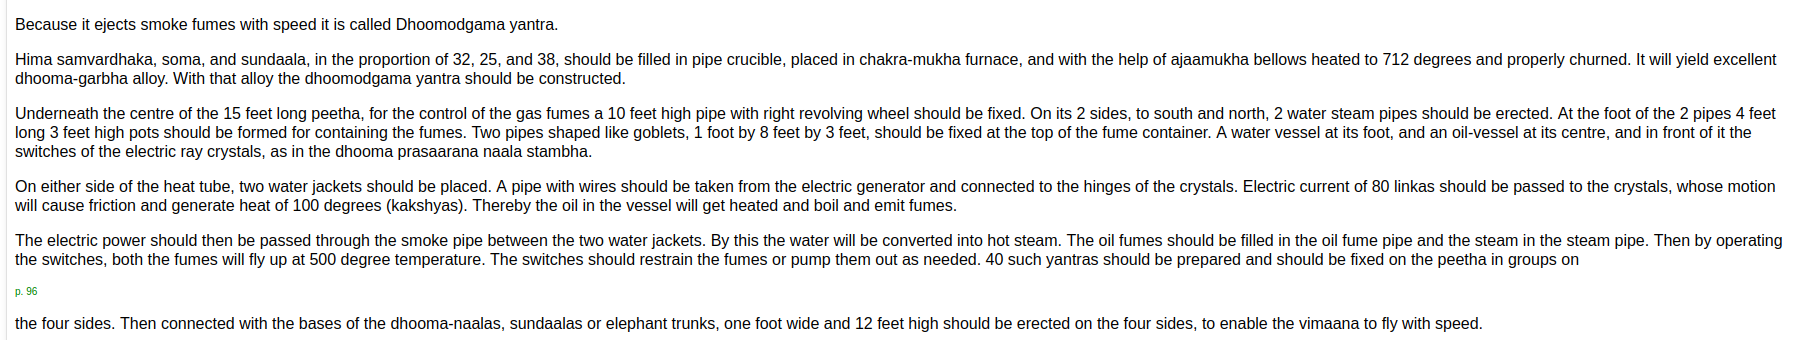 Because it ejects smoke fumes with speed it is called Dhoomodgama yantra.
Hima samvardhaka, soma, and sundaala, in the proportion of 32, 25, and 38, should be filled in pipe crucible, placed in chakra-mukha furnace, and with the help of ajaamukha bellows heated to 712 degrees and properly churned. It will yield excellent
dhooma-garbha alloy. With that alloy the dhoomodgama yantra should be constructed.
Underneath the centre of the 15 feet long peetha, for the control of the gas fumes a 10 feet high pipe with right revolving wheel should be fixed. On its 2 sides, to south and north, 2 water steam pipes should be erected. At the foot of the 2 pipes 4 feet
long 3 feet high pots should be formed for containing the fumes. Two pipes shaped like goblets, 1 foot by 8 feet by 3 feet, should be fixed at the top of the fume container. A water vessel at its foot, and an oil-vessel at its centre, and in front of it the
switches of the electric ray crystals, as in the dhooma prasaarana naala stambha.
On either side of the heat tube, two water jackets should be placed. A pipe with wires should be taken from the electric generator and connected to the hinges of the crystals. Electric current of 80 linkas should be passed to the crystals, whose motion
will cause friction and generate heat of 100 degrees (kakshyas). Thereby the oil in the vessel will get heated and boil and emit fumes.
The electric power should then be passed through the smoke pipe between the two water jackets. By this the water will be converted into hot steam. The oil fumes should be filled in the oil fume pipe and the steam in the steam pipe. Then by operating
the switches, both the fumes will fly up at 500 degree temperature. The switches should restrain the fumes or pump them out as needed. 40 such yantras should be prepared and should be fixed on the peetha in groups on
p. 96
the four sides. Then connected with the bases of the dhooma-naalas, sundaalas or elephant trunks, one foot wide and 12 feet high should be erected on the four sides, to enable the vimaana to fly with speed.